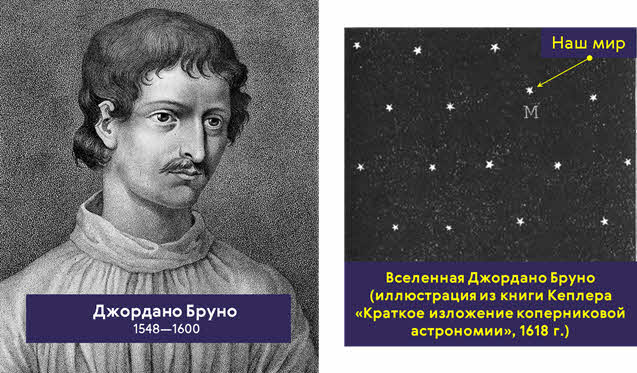 Джордано Бруно
1548—1600
Наш мир
M
Вселенная Джордано Бруно
(иллюстрация из книги Кеплера
«Краткое изложение коперниковой
астрономии», 1618 г.)